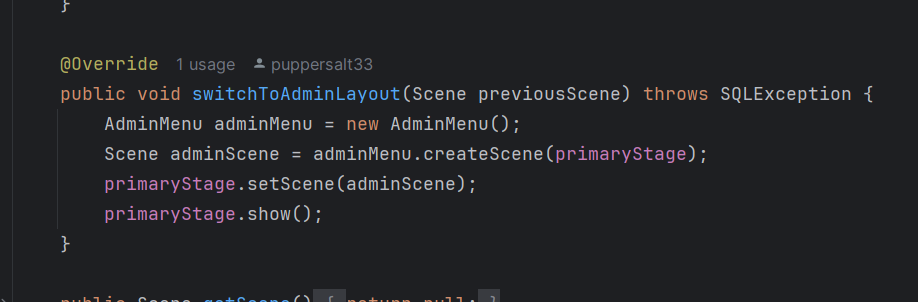 }
@Override 1 usage puppersalt33
public void switchToAdminLayout(Scene previousScene) throws SQLException {
AdminMenu adminMenu = new AdminMenu();
Scene adminScene = adminMenu.createScene(primaryStage);
primaryStage.setScene(adminScene);
primaryStage.show();
}
public Scene getScene() { return null; }